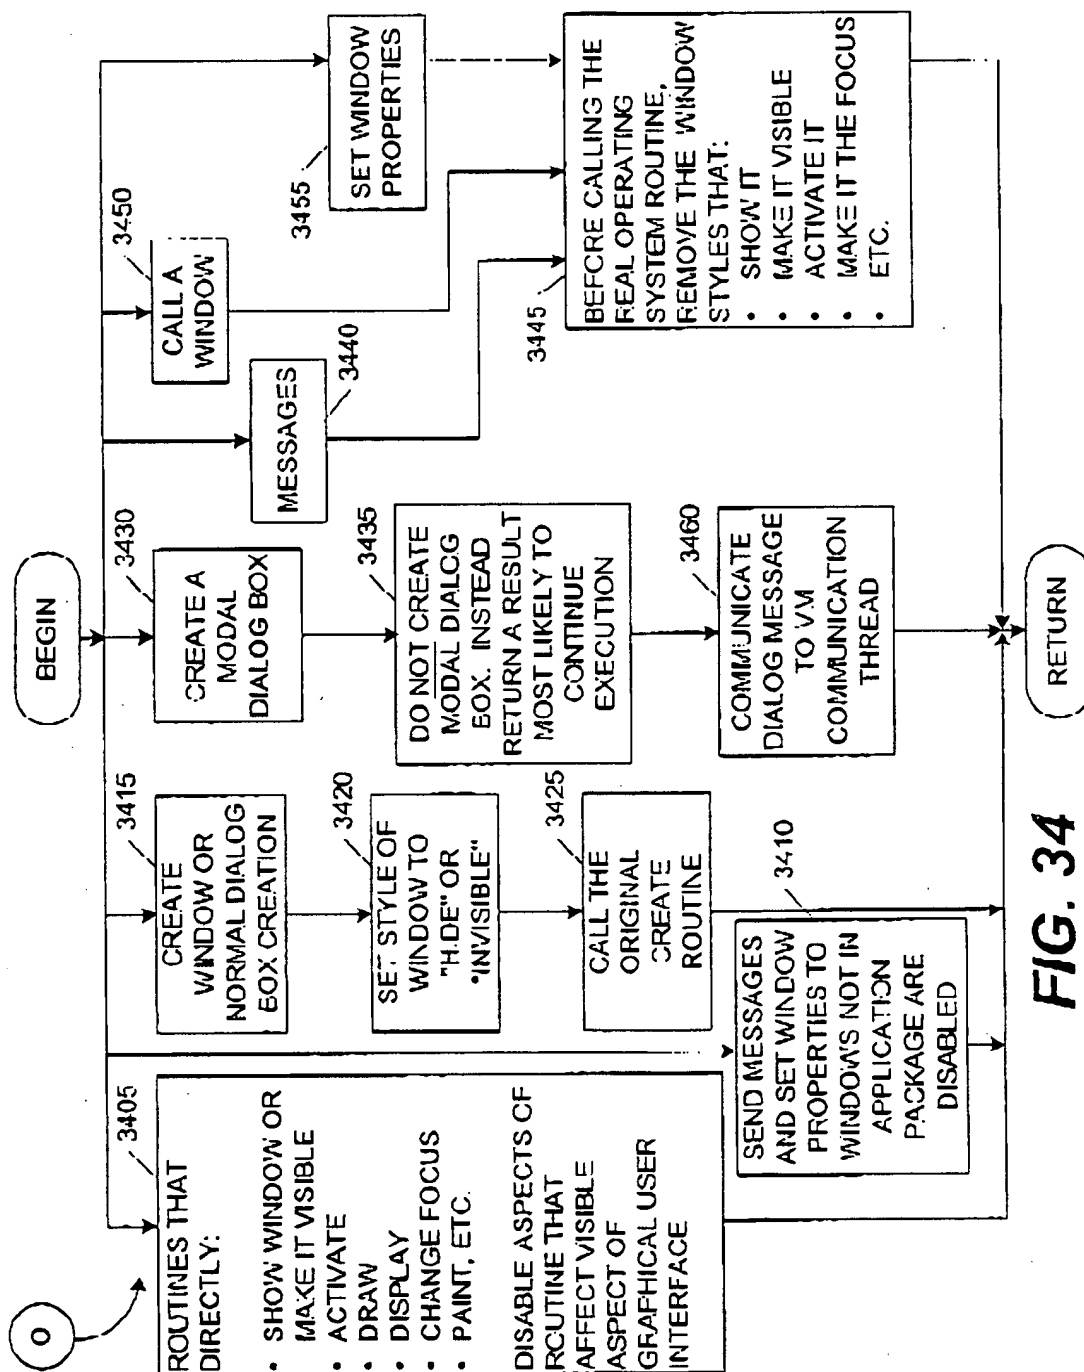 O
BEGIN
3405
ROUTINES THAT
DIRECTLY:
• SHOW WINDOW OR
MAKE IT VISIBLE
• ACTIVATE
• DRAW
• DISPLAY
• CHANGE FOCUS
• PAINT, ETC.
DISABLE ASPECTS OF
ROUTINE THAT
AFFECT VISIBLE
ASPECT OF
GRAPHICAL USER
INTERFACE
3410
SEND MESSAGES
AND SET WINDOW
PROPERTIES TO
WINDOWS NOT IN
APPLICATION
PACKAGE ARE
DISABLED
3415
CREATE
WINDOW OR
NORMAL DIALOG
BOX CREATION
3420
SET STYLE OF
WINDOW TO
"HIDE" OR
"INVISIBLE"
3425
CALL THE
ORIGINAL
CREATE
ROUTINE
3430
CREATE A
MODAL
DIALOG BOX
3435
DO NOT CREATE
MODAL DIALOG
BOX. INSTEAD
RETURN A RESULT
MOST LIKELY TO
CONTINUE
EXECUTION
3460
COMMUNICATE
DIALOG MESSAGE
TO VM
COMMUNICATION
THREAD
MESSAGES
3440
3450
CALL A
WINDOW
3455
SET WINDOW
PROPERTIES
3445
BEFORE CALLING THE
REAL OPERATING
SYSTEM ROUTINE,
REMOVE THE WINDOW
STYLES THAT:
• SHOW IT
• MAKE IT VISIBLE
• ACTIVATE IT
• MAKE IT THE FOCUS
• ETC.
RETURN
FIG. 34